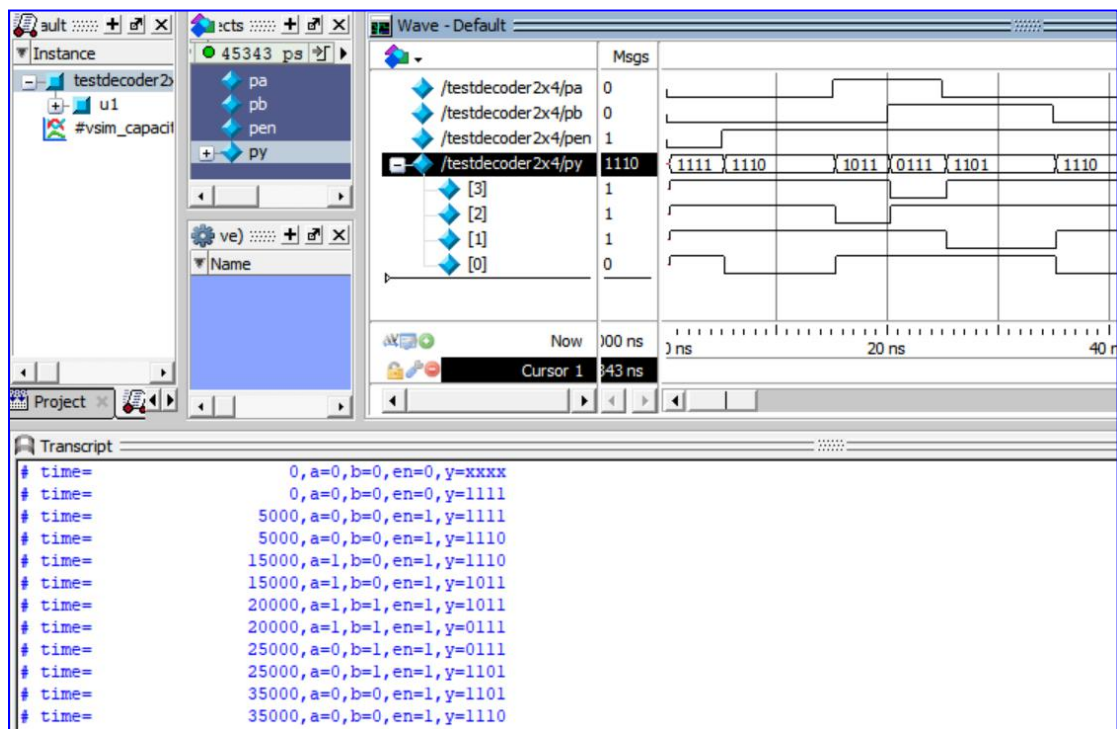 ault
ects
Wave - Default
Instance
45343 ps
Msgs
testdecoder2x
u1
#vsim_capacit
pa
pb
pen
py
/testdecoder2x4/pa 0
/testdecoder2x4/pb 0
/testdecoder2x4/pen 1
/testdecoder2x4/py 1110 1111 1110 1011 0111 1101 1110
[3] 1
[2] 1
[1] 1
[0] 0
ve)
Name
Now 000 ns
Cursor 1 343 ns
0 ns 20 ns 40 n
Project
Transcript
# time= 0,a=0,b=0,en=0,y=xxxx
# time= 0,a=0,b=0,en=0,y=1111
# time= 5000,a=0,b=0,en=1,y=1111
# time= 5000,a=0,b=0,en=1,y=1110
# time= 15000,a=1,b=0,en=1,y=1110
# time= 15000,a=1,b=0,en=1,y=1011
# time= 20000,a=1,b=1,en=1,y=1011
# time= 20000,a=1,b=1,en=1,y=0111
# time= 25000,a=0,b=1,en=1,y=0111
# time= 25000,a=0,b=1,en=1,y=1101
# time= 35000,a=0,b=0,en=1,y=1101
# time= 35000,a=0,b=0,en=1,y=1110